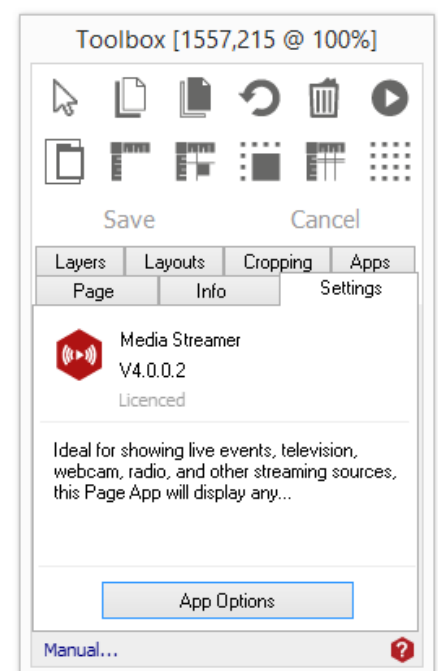 Toolbox [1557,215 @ 100%]
Save Cancel
Layers Layouts Cropping Apps
Page Info Settings
Media Streamer
V4.0.0.2
Licenced
Ideal for showing live events, television,
webcam, radio, and other streaming sources,
this Page App will display any...
App Options
Manual... ?